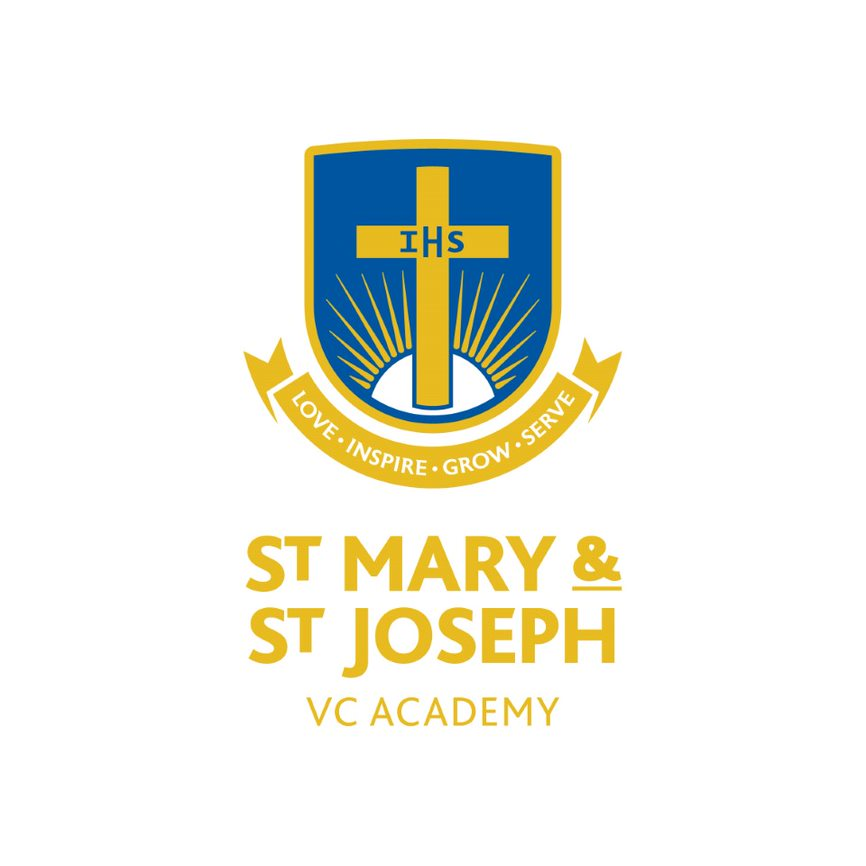 IHS
LOVE • INSPIRE • GROW • SERVE
ST MARY &
ST JOSEPH
VC ACADEMY